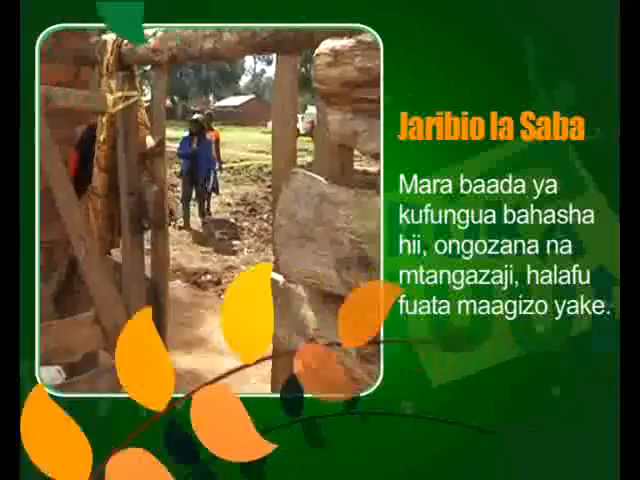 Jaribio la Saba
Mara baada ya
kufungua bahasha
hii, ongozana na
mtangazaji, halafu
fuata maagizo yake.